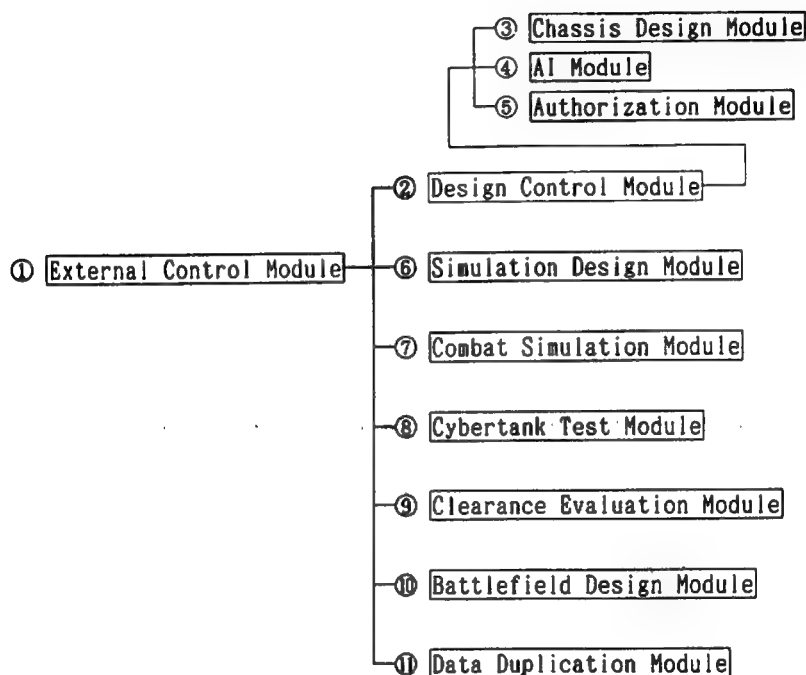 ③ Chassis Design Module
④ AI Module
⑤ Authorization Module
② Design Control Module
① External Control Module
⑥ Simulation Design Module
⑦ Combat Simulation Module
⑧ Cybertank Test Module
⑨ Clearance Evaluation Module
⑩ Battlefield Design Module
⑪ Data Duplication Module